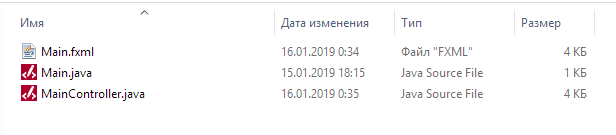 Имя Дата изменения Тип Размер
Main.fxml 16.01.2019 0:34 Файл "FXML" 4 КБ
Main.java 15.01.2019 18:15 Java Source File 1 КБ
MainController.java 16.01.2019 0:35 Java Source File 4 КБ